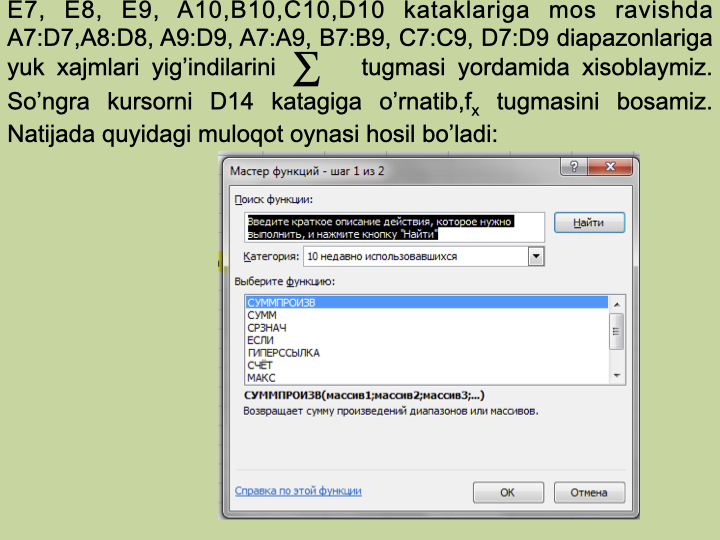 E7, E8, E9, A10,B10,C10,D10 kataklariga mos ravishda
A7:D7,A8:D8, A9:D9, A7:A9, B7:B9, C7:C9, D7:D9 diapazonlariga
yuk xajmlari yig’indilarini ∑ tugmasi yordamida xisoblaymiz.
So’ngra kursorni D14 katagiga o’rnatib,fx tugmasini bosamiz.
Natijada quyidagi muloqot oynasi hosil bo’ladi:
Мастер функций - шаг 1 из 2
Поиск функции:
Введите краткое описание действия, которое нужно
выполнить, и нажмите кнопку "Найти"
Найти
Категория: 10 недавно использовавшихся
Выберите функцию:
СУММПРОИЗВ
СУММ
СРЗНАЧ
ЕСЛИ
ГИПЕРССЫЛКА
СЧЁТ
МАКС
СУММПРОИЗВ(массив1;массив2;массив3;...)
Возвращает сумму произведений диапазонов или массивов.
Справка по этой функции
ОК
Отмена